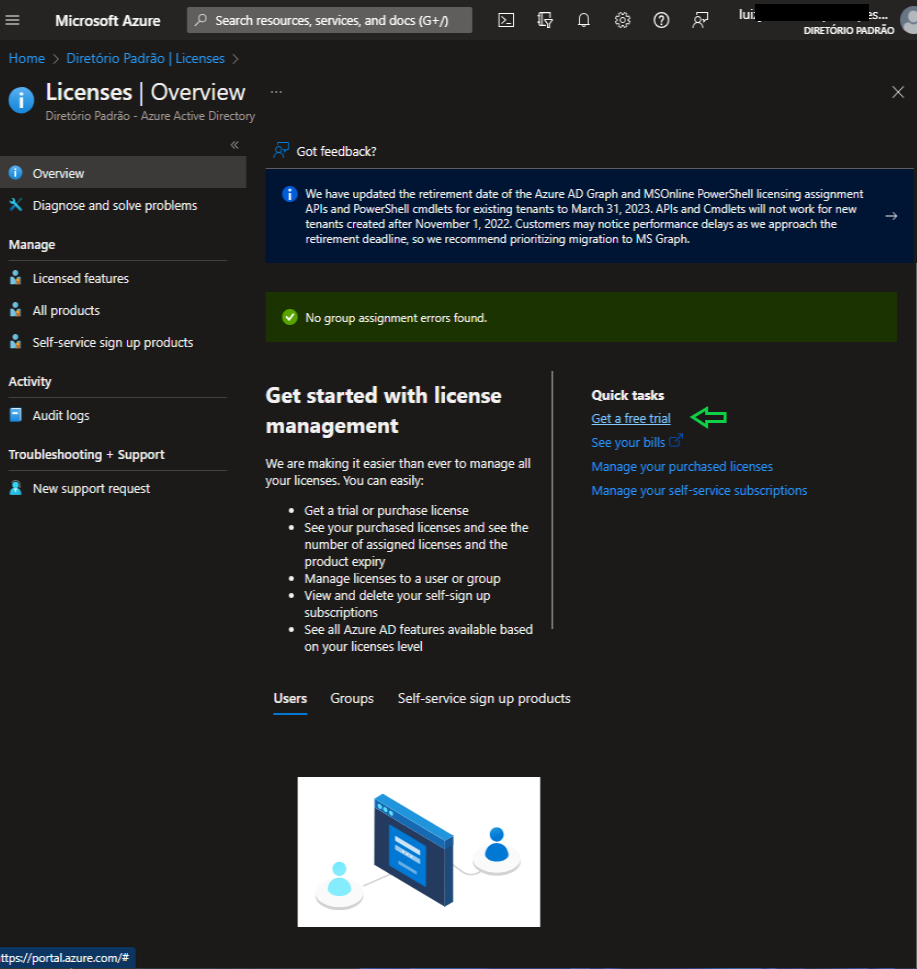 Microsoft Azure
Search resources, services, and docs (G+/)
DIRETÓRIO PADRÃO
Home > Diretório Padrão | Licenses >
Licenses | Overview ...
Diretório Padrão - Azure Active Directory
«
Overview
Diagnose and solve problems
Manage
Licensed features
All products
Self-service sign up products
Activity
Audit logs
Troubleshooting + Support
New support request
Got feedback?
We have updated the retirement date of the Azure AD Graph and MSOnline PowerShell licensing assignment
APIs and PowerShell cmdlets for existing tenants to March 31, 2023. APIs and Cmdlets will not work for new
tenants created after November 1, 2022. Customers may notice performance delays as we approach the
retirement deadline, so we recommend prioritizing migration to MS Graph.
No group assignment errors found.
Get started with license
management
We are making it easier than ever to manage all
your licenses. You can easily:
• Get a trial or purchase license
• See your purchased licenses and see the
number of assigned licenses and the
product expiry
• Manage licenses to a user or group
• View and delete your self-sign up
subscriptions
• See all Azure AD features available based
on your licenses level
Quick tasks
Get a free trial
See your bills
Manage your purchased licenses
Manage your self-service subscriptions
Users Groups Self-service sign up products
ttps://portal.azure.com/#